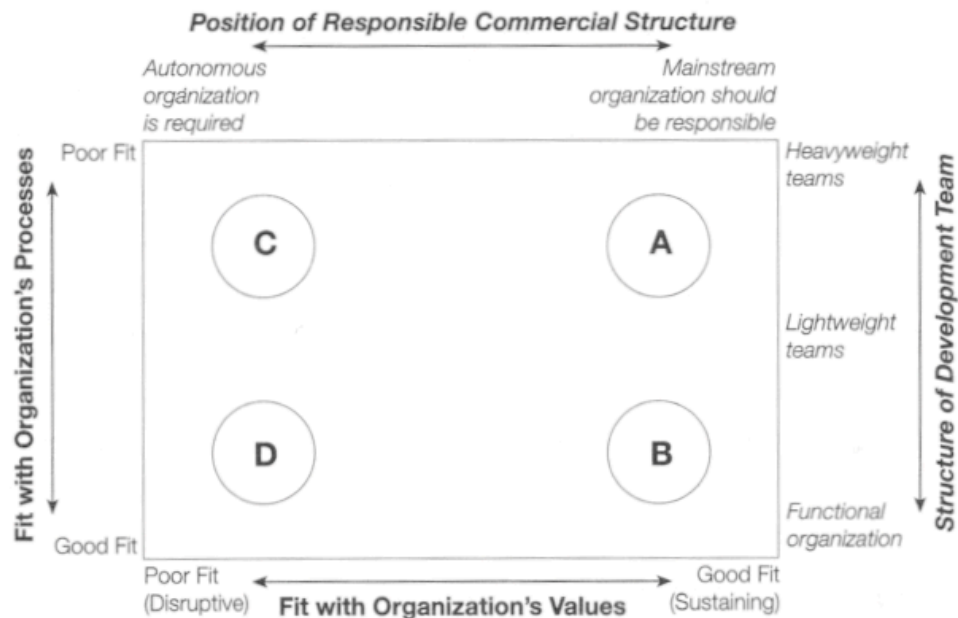 Position of Responsible Commercial Structure
Autonomous
organization
is required
Mainstream
organization should
be responsible
Poor Fit
Heavyweight
teams
Fit with Organization's Processes
C
A
Structure of Development Team
Lightweight
teams
D
B
Good Fit
Functional
organization
Poor Fit
(Disruptive)
Fit with Organization's Values
Good Fit
(Sustaining)